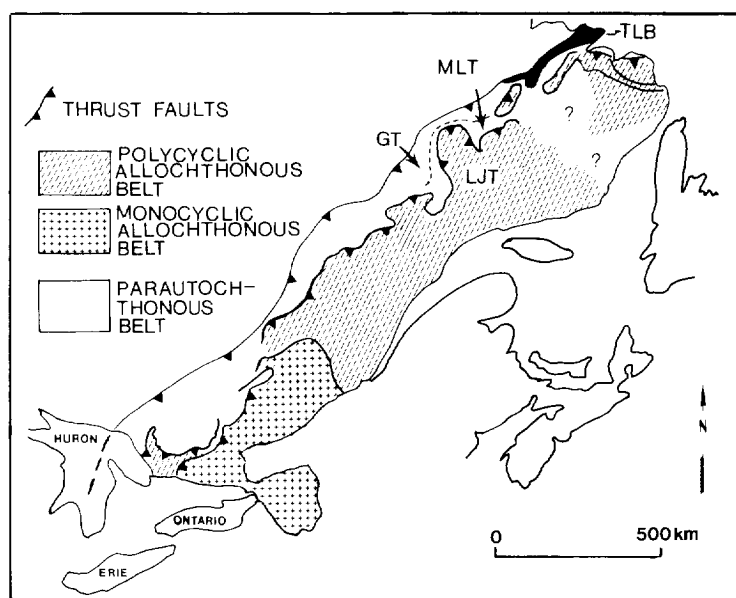 TLB
MLT
THRUST FAULTS
GT
POLYCYCLIC
ALLOCHTHONOUS
BELT
LJT
MONOCYCLIC
ALLOCHTHONOUS
BELT
PARAUTOCH-
THONOUS
BELT
?
?
HURON
ONTARIO
ERIE
N
0 500 km